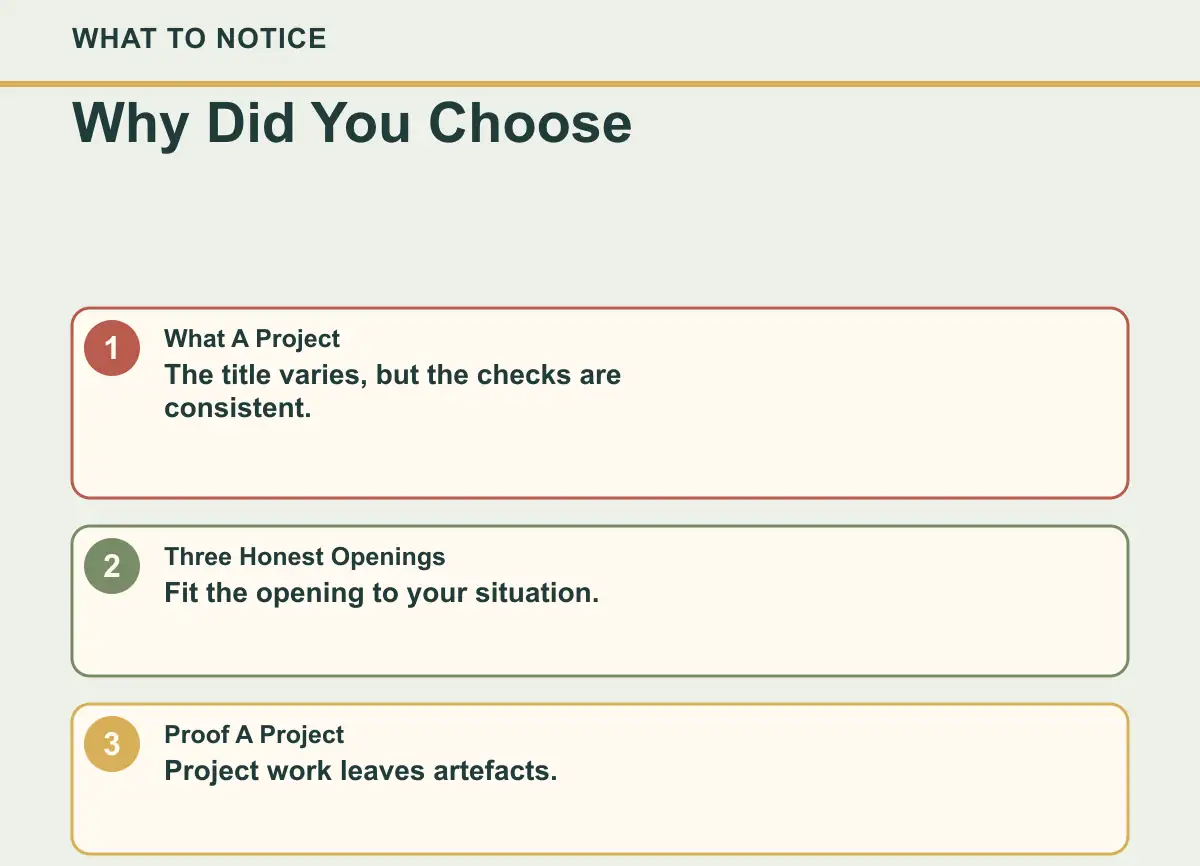 WHAT TO NOTICE
Why Did You Choose
1
What A Project
The title varies, but the checks are
consistent.
2
Three Honest Openings
Fit the opening to your situation.
3
Proof A Project
Project work leaves artefacts.